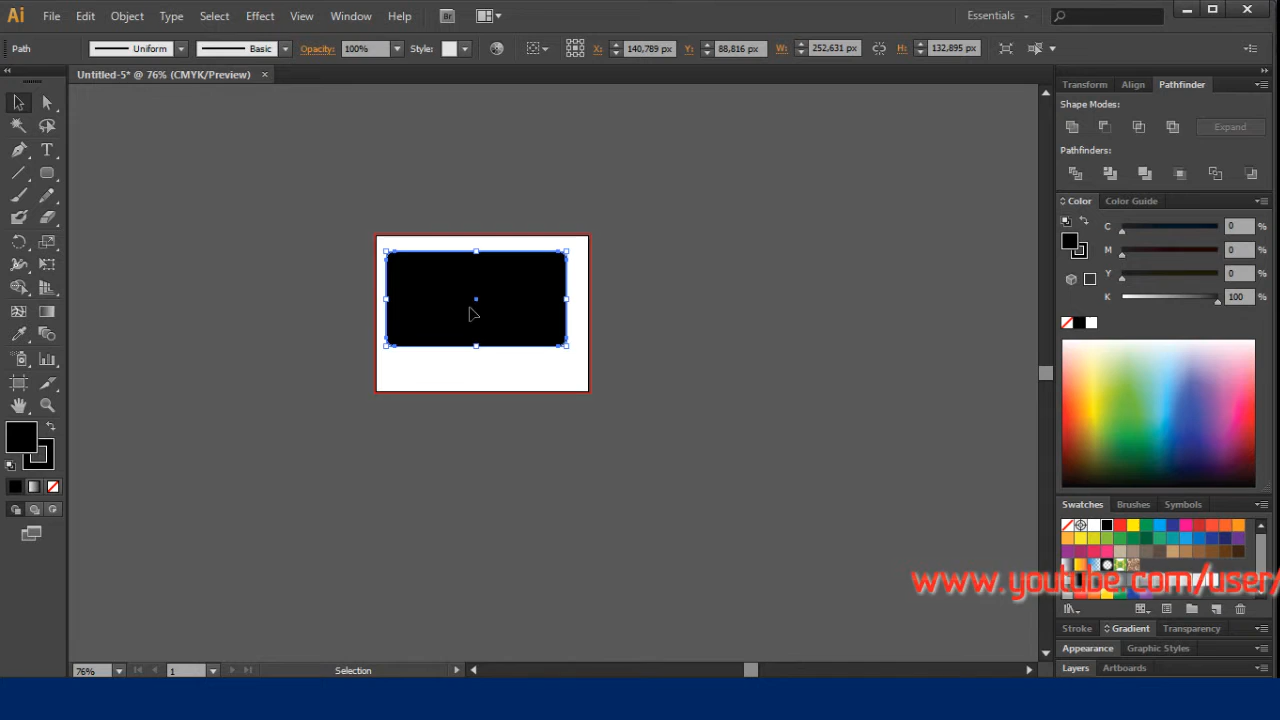 Ai File Edit Object Type Select Effect View Window Help Br Essentials
Path Uniform Basic Opacity: 100% Style: X: 140,789 px Y: 88,816 px W: 252,631 px H: 132,895 px
Untitled-5* @ 76% (CMYK/Preview)
Transform Align Pathfinder
Shape Modes:
Expand
Pathfinders:
Color Color Guide
C 0 %
M 0 %
Y 0 %
K 100 %
Swatches Brushes Symbols
www.youtube.com/user/
Stroke Gradient Transparency
Appearance Graphic Styles
Layers Artboards
76% 1 Selection